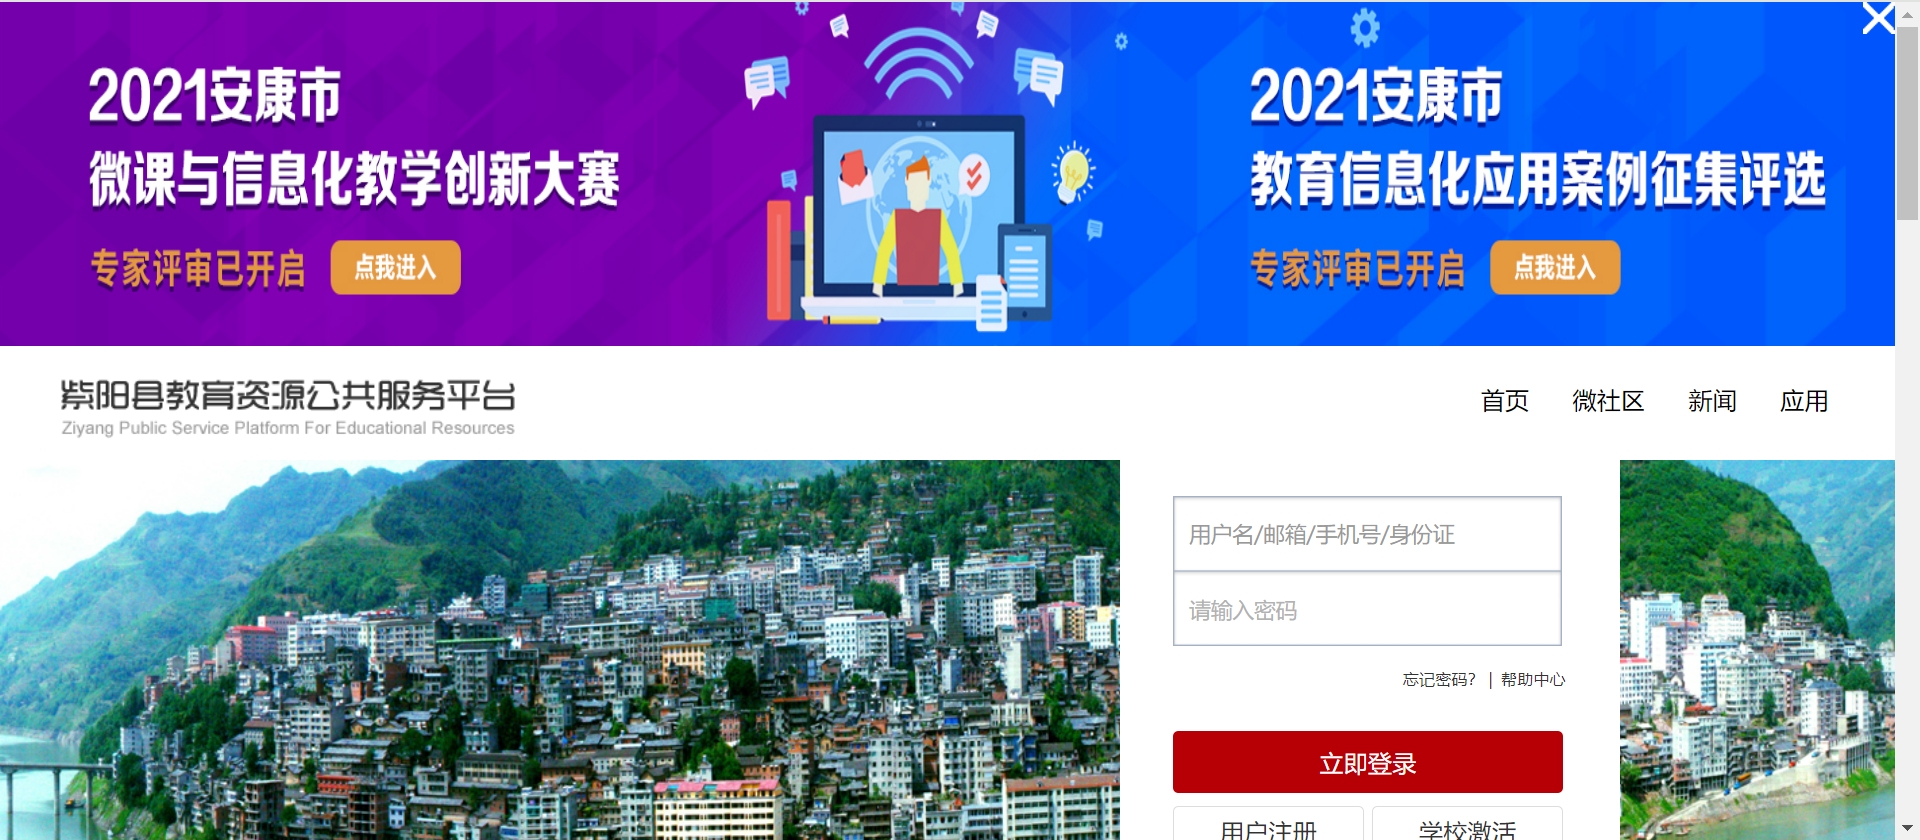 2021安康市
微课与信息化教学创新大赛
专家评审已开启 点我进入
2021安康市
教育信息化应用案例征集评选
专家评审已开启 点我进入
紫阳县教育资源公共服务平台
Ziyang Public Service Platform For Educational Resources
首页 微社区 新闻 应用
用户名/邮箱/手机号/身份证
请输入密码
忘记密码? | 帮助中心
立即登录
用户注册 学校激活